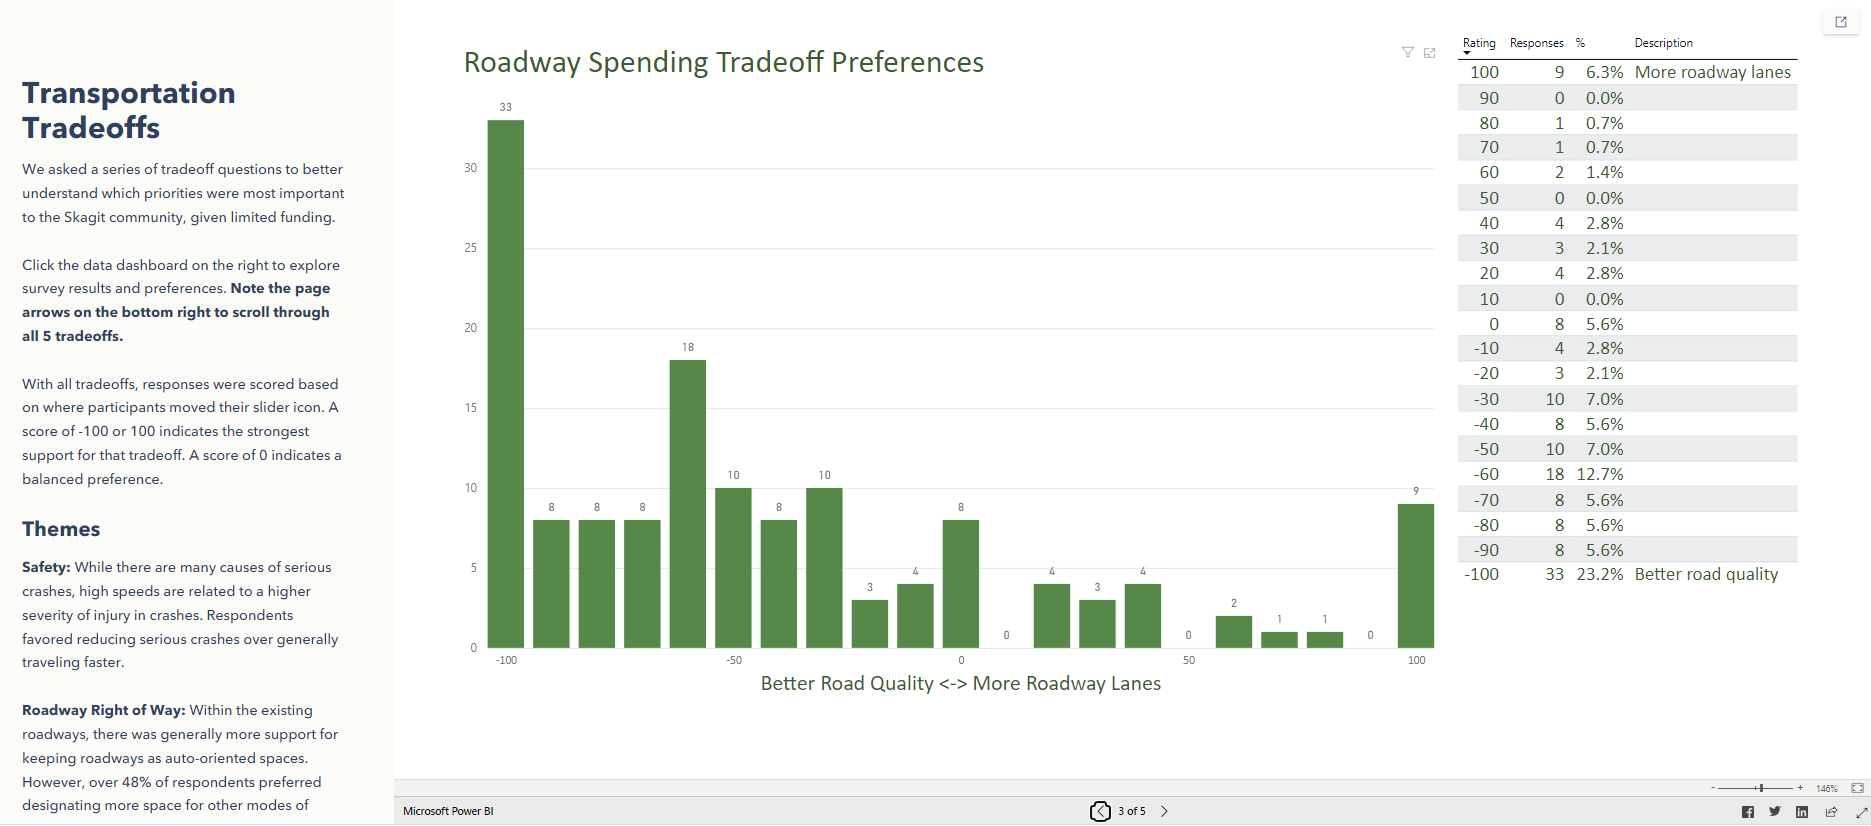 Transportation
Tradeoffs
We asked a series of tradeoff questions to better
understand which priorities were most important
to the Skagit community, given limited funding.
Click the data dashboard on the right to explore
survey results and preferences. Note the page
arrows on the bottom right to scroll through
all 5 tradeoffs.
With all tradeoffs, responses were scored based
on where participants moved their slider icon. A
score of -100 or 100 indicates the strongest
support for that tradeoff. A score of 0 indicates a
balanced preference.
Themes
Safety: While there are many causes of serious
crashes, high speeds are related to a higher
severity of injury in crashes. Respondents
favored reducing serious crashes over generally
traveling faster.
Roadway Right of Way: Within the existing
roadways, there was generally more support for
keeping roadways as auto-oriented spaces.
However, over 48% of respondents preferred
designating more space for other modes of
Roadway Spending Tradeoff Preferences
30
25
20
15
10
5
0
33
8
8
8
18
10
8
10
3
4
8
0
4
3
4
0
2
1
1
0
9
-100
-50
0
50
100
Better Road Quality <-> More Roadway Lanes
Rating Responses % Description
100 9 6.3% More roadway lanes
90 0 0.0%
80 1 0.7%
70 1 0.7%
60 2 1.4%
50 0 0.0%
40 4 2.8%
30 3 2.1%
20 4 2.8%
10 0 0.0%
0 8 5.6%
-10 4 2.8%
-20 3 2.1%
-30 10 7.0%
-40 8 5.6%
-50 10 7.0%
-60 18 12.7%
-70 8 5.6%
-80 8 5.6%
-90 8 5.6%
-100 33 23.2% Better road quality
- + 146%
Microsoft Power BI
3 of 5